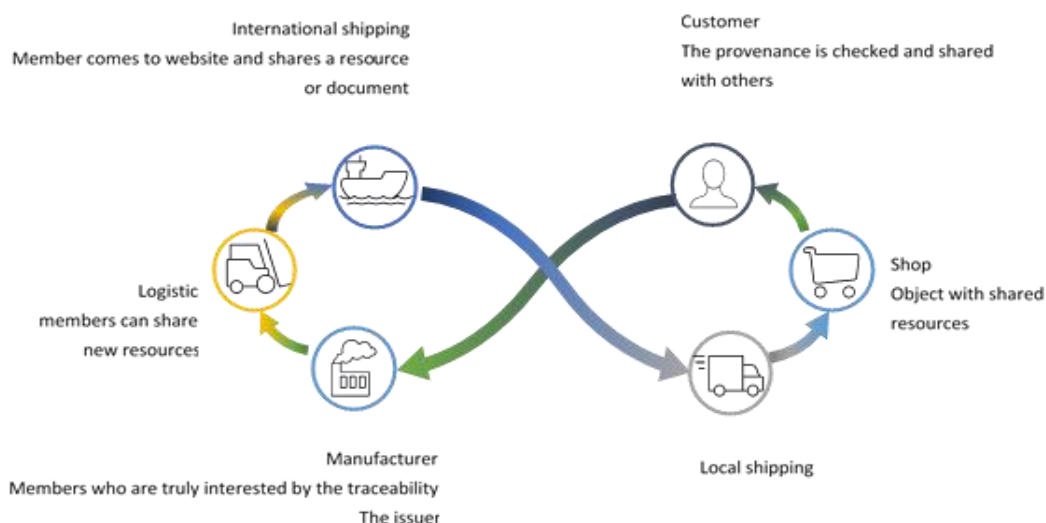 International shipping
Member comes to website and shares a resource
or document
Customer
The provenance is checked and shared
with others
Logistic
members can share
new resources
Shop
Object with shared
resources
Manufacturer
Members who are truly interested by the traceability
The issuer
Local shipping